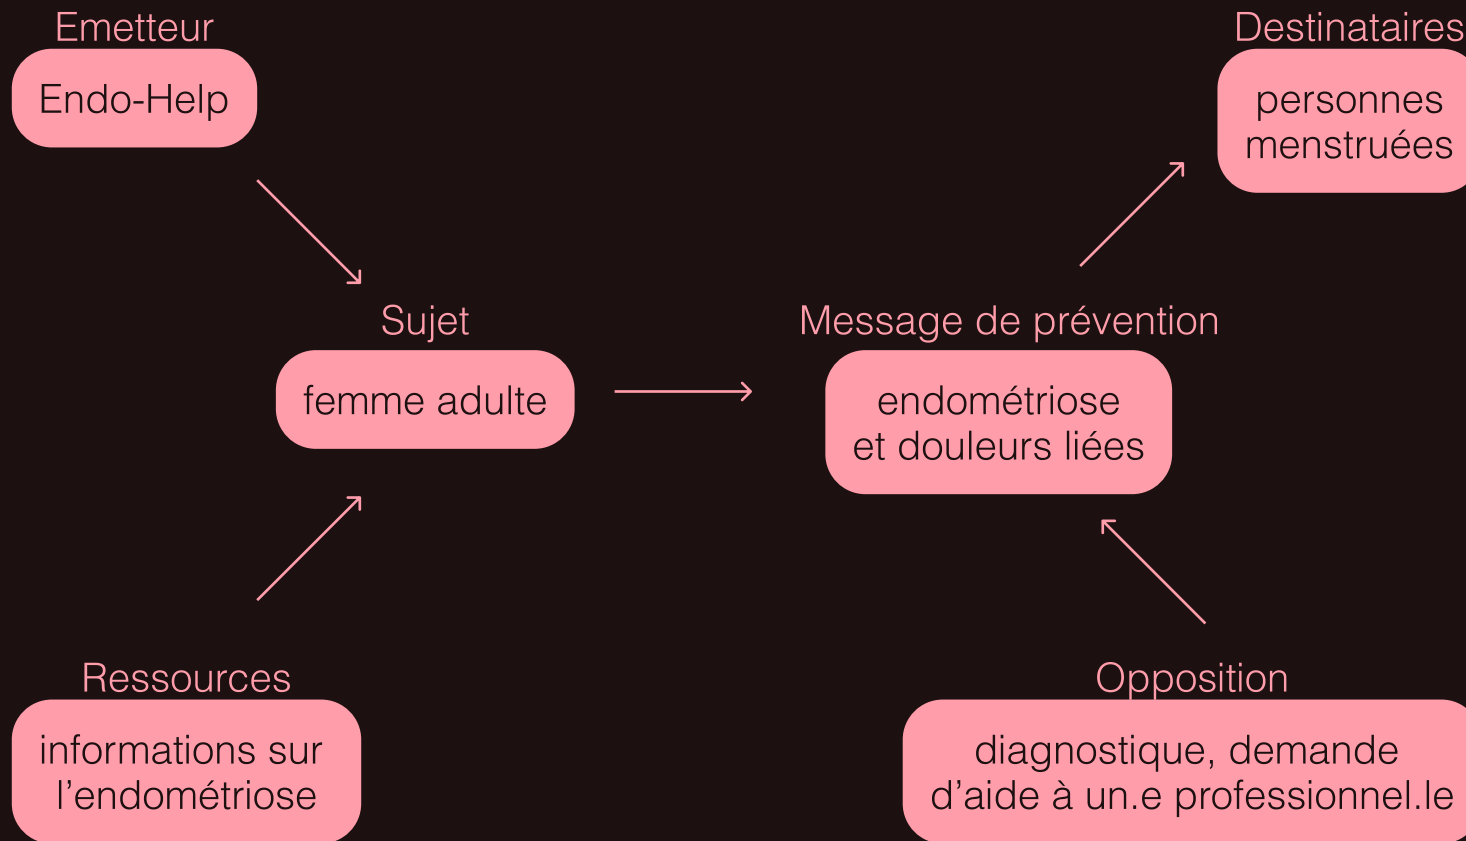 Emetteur
Endo-Help
Destinataires
personnes
menstruées
Sujet
femme adulte
Message de prévention
endométriose
et douleurs liées
Ressources
informations sur
l'endométriose
Opposition
diagnostique, demande
d'aide à un.e professionnel.le